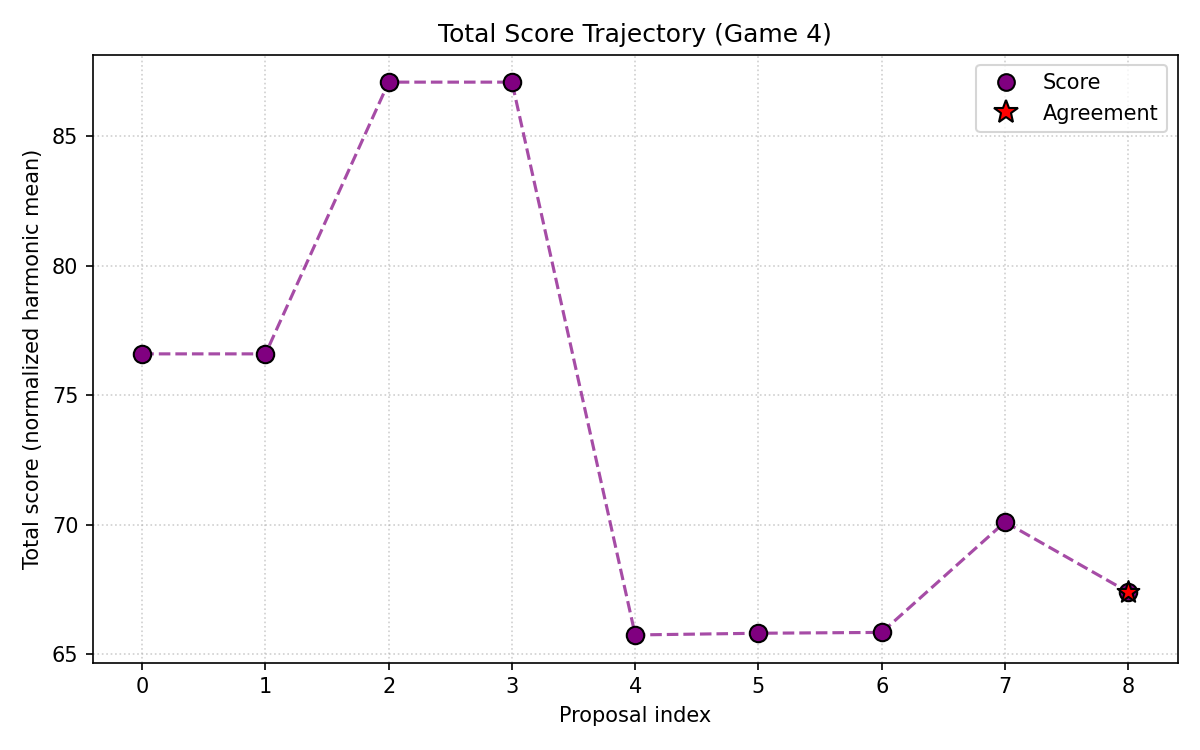 Total Score Trajectory (Game 4)
Score
Agreement
Total score (normalized harmonic mean)
85
80
75
70
65
0 1 2 3 4 5 6 7 8
Proposal index